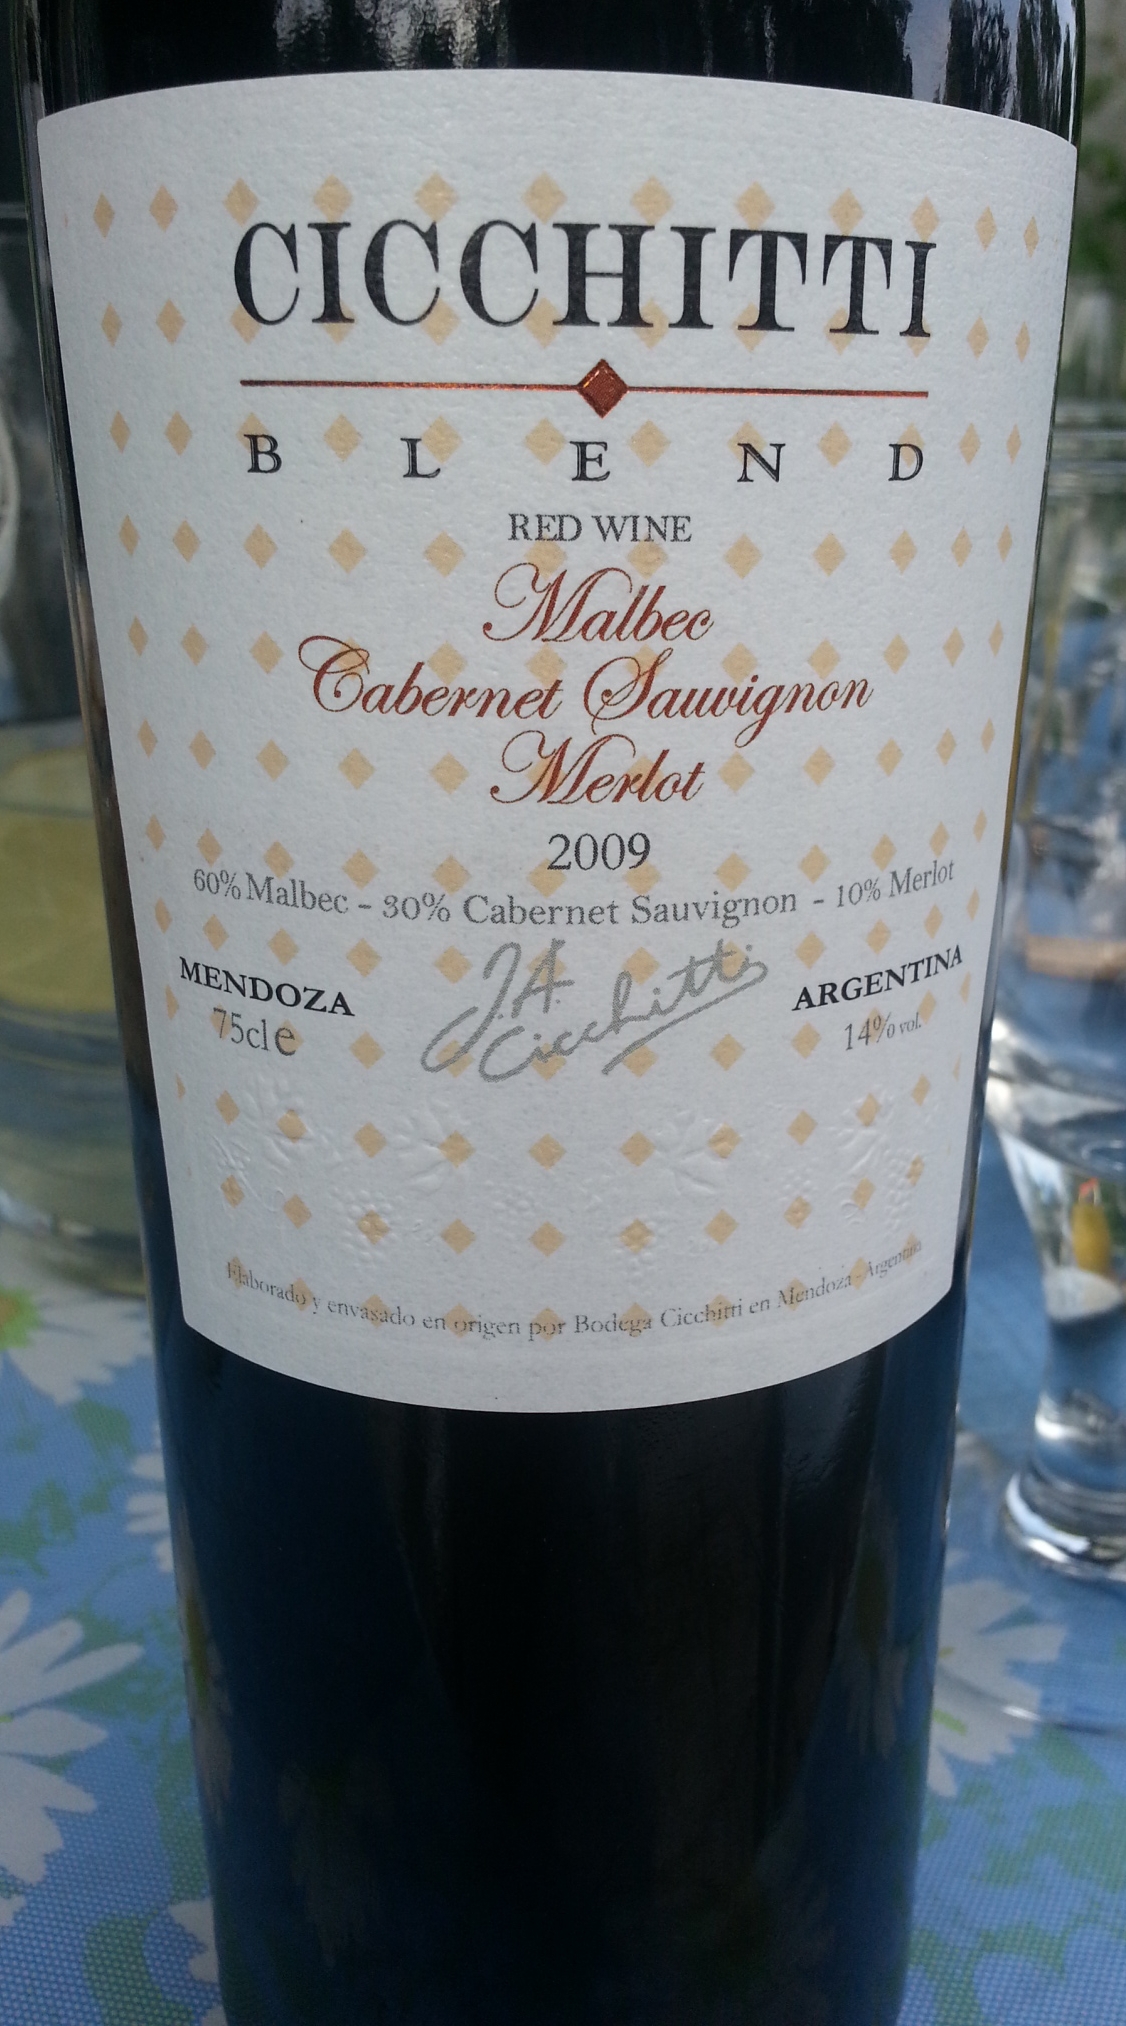 CICCHITTI
BLEND
RED WINE
Malbec
Cabernet Sauvignon
Merlot
2009
60% Malbec - 30% Cabernet Sauvignon - 10% Merlot
MENDOZA
75cl e
J.A. Cicchitti
ARGENTINA
14% vol.
Elaborado y envasado en origen por Bodega Cicchitti en Mendoza - Argentina